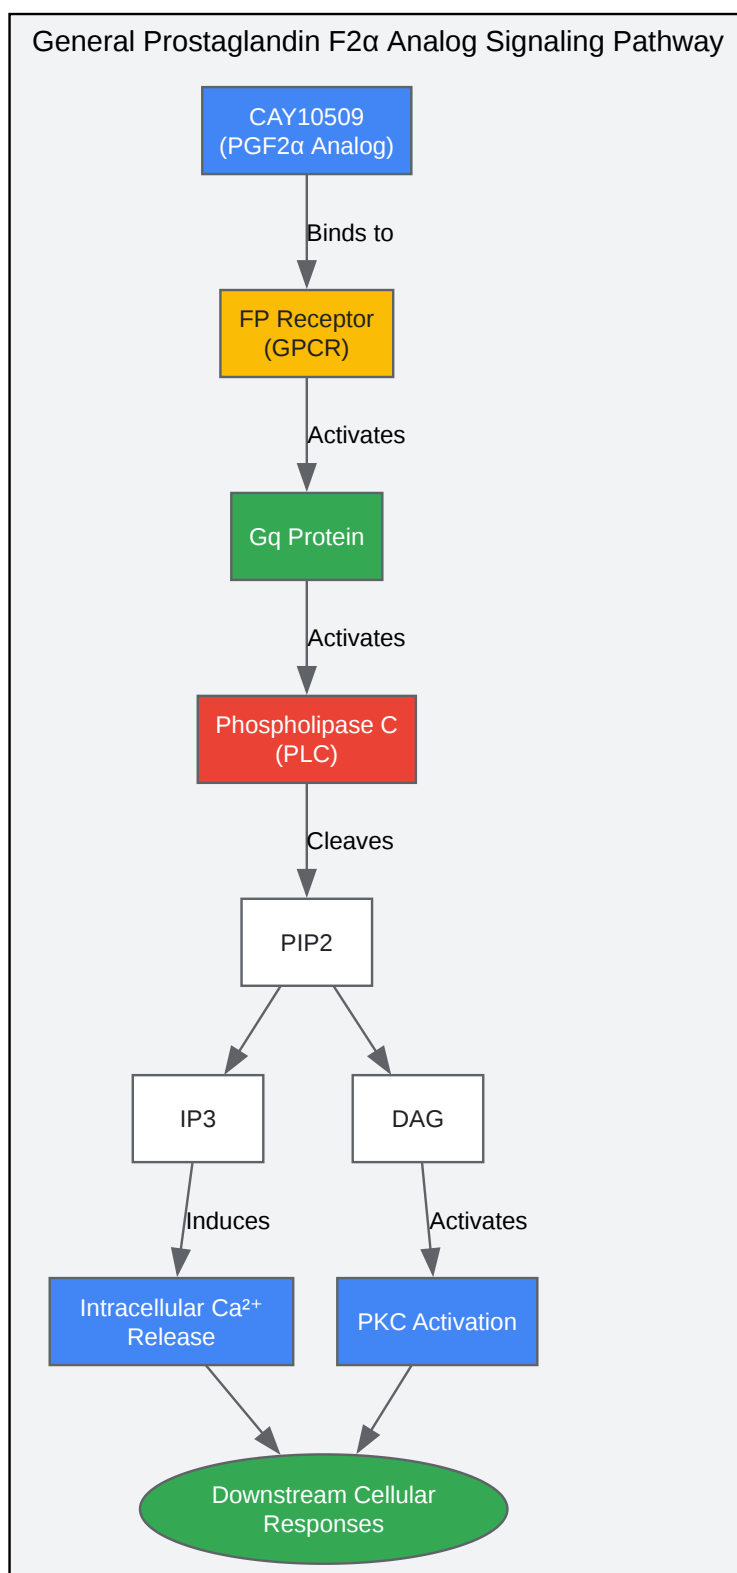 General Prostaglandin F2α Analog Signaling Pathway
CAY10509
(PGF2α Analog)
Binds to
FP Receptor
(GPCR)
Activates
Gq Protein
Activates
Phospholipase C
(PLC)
Cleaves
PIP2
IP3
DAG
Induces
Activates
Intracellular Ca²⁺
Release
PKC Activation
Downstream Cellular
Responses